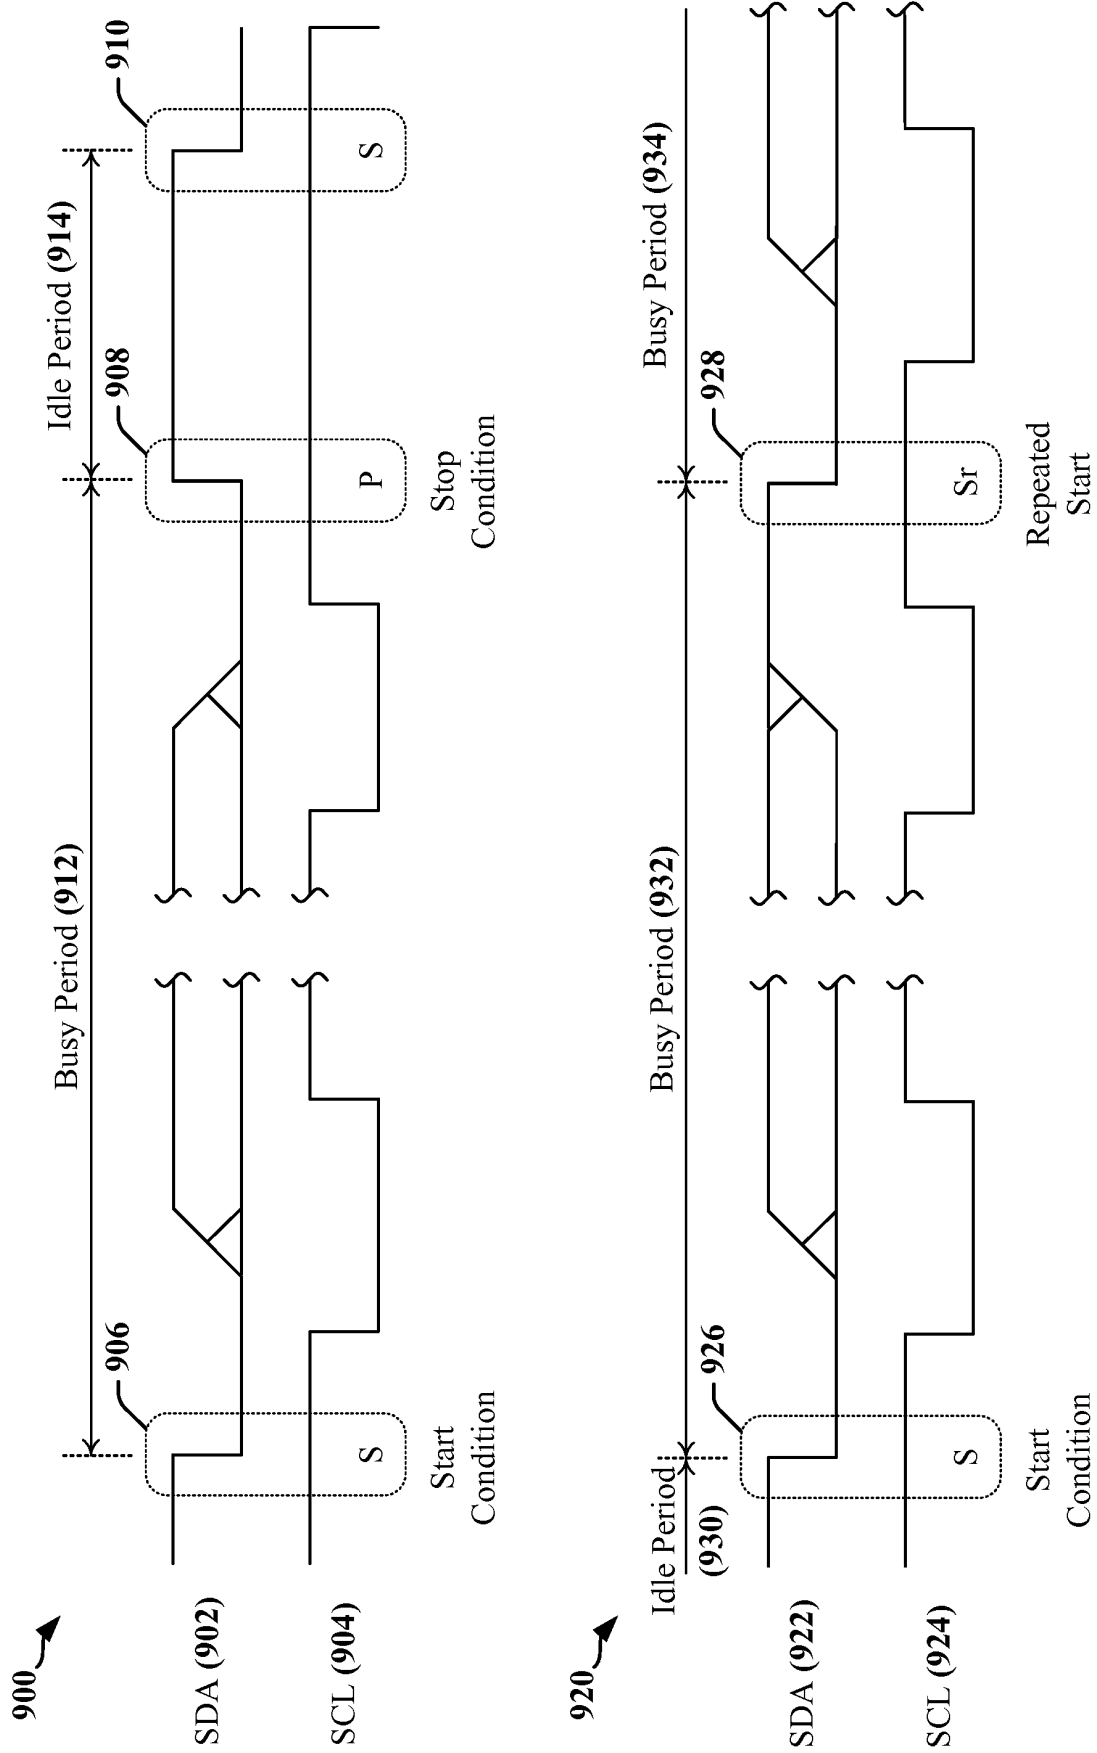 900
Busy Period (912)
Idle Period (914)
906
908
910
SDA (902)
SCL (904)
S
P
S
Start
Condition
Stop
Condition
920
Idle Period
(930)
Busy Period (932)
Busy Period (934)
926
928
SDA (922)
SCL (924)
S
Sr
Start
Condition
Repeated
Start